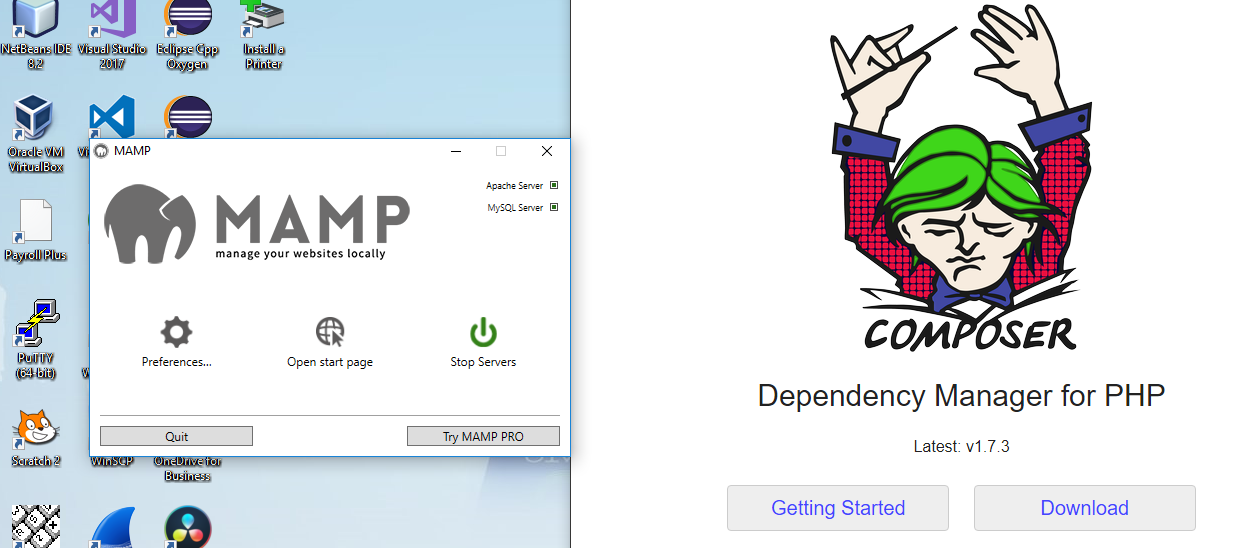 NetBeans IDE
8.2
Visual Studio
2017
Eclipse Cpp
Oxygen
Install a
Printer
Oracle VM
VirtualBox
Payroll Plus
PuTTY
(64-bit)
Scratch 2
WinSCP
OneDrive for
Business
MAMP
Apache Server
MySQL Server
MAMP
manage your websites locally
Preferences...
Open start page
Stop Servers
Quit
Try MAMP PRO
COMPOSER
Dependency Manager for PHP
Latest: v1.7.3
Getting Started
Download